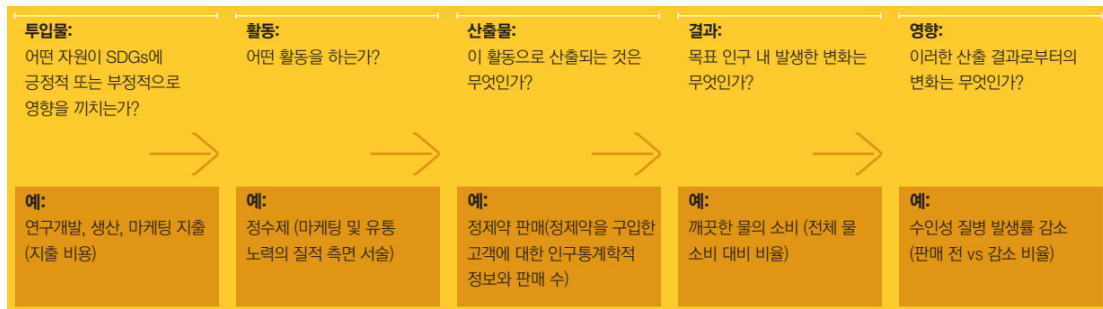 투입물:
어떤 자원이 SDGs에
긍정적 또는 부정적으로
영향을 끼치는가?
예:
연구개발, 생산, 마케팅 지출
(지출 비용)
활동:
어떤 활동을 하는가?
예:
정수제 (마케팅 및 유통
노력의 질적 측면 서술)
산출물:
이 활동으로 산출되는 것은
무엇인가?
예:
정제약 판매(정제약을 구입한
고객에 대한 인구통계학적
정보와 판매 수)
결과:
목표 인구 내 발생한 변화는
무엇인가?
예:
깨끗한 물의 소비 (전체 물
소비 대비 비율)
영향:
이러한 산출 결과로부터의
변화는 무엇인가?
예:
수인성 질병 발생률 감소
(판매 전 vs 감소 비율)